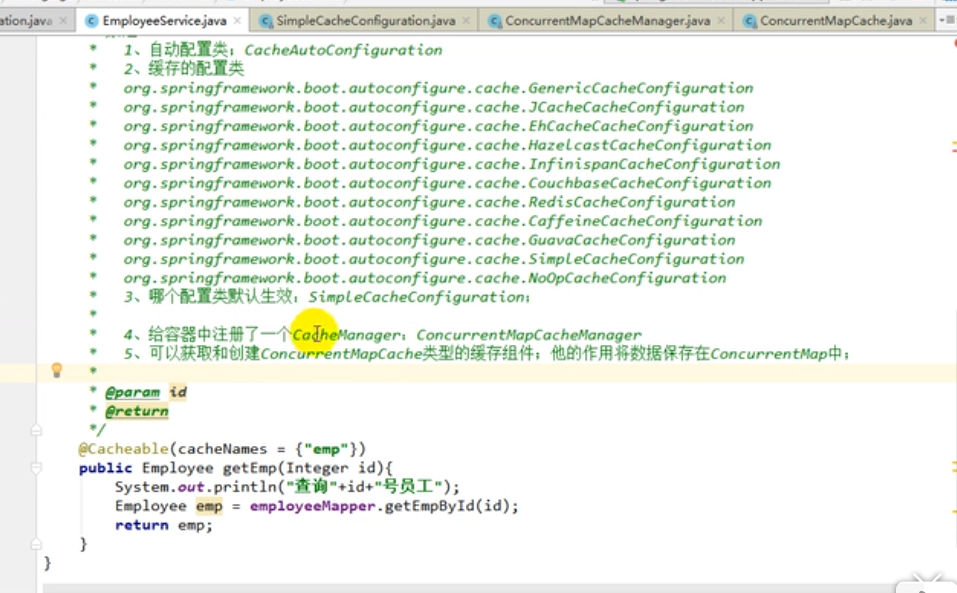 ation.java EmployeeService.java SimpleCacheConfiguration.java ConcurrentMapCacheManager.java ConcurrentMapCache.java
* 1、自动配置类；CacheAutoConfiguration
* 2、缓存的配置类
* org.springframework.boot.autoconfigure.cache.GenericCacheConfiguration
* org.springframework.boot.autoconfigure.cache.JCacheCacheConfiguration
* org.springframework.boot.autoconfigure.cache.EhCacheCacheConfiguration
* org.springframework.boot.autoconfigure.cache.HazelcastCacheConfiguration
* org.springframework.boot.autoconfigure.cache.InfinispanCacheConfiguration
* org.springframework.boot.autoconfigure.cache.CouchbaseCacheConfiguration
* org.springframework.boot.autoconfigure.cache.RedisCacheConfiguration
* org.springframework.boot.autoconfigure.cache.CaffeineCacheConfiguration
* org.springframework.boot.autoconfigure.cache.GuavaCacheConfiguration
* org.springframework.boot.autoconfigure.cache.SimpleCacheConfiguration
* org.springframework.boot.autoconfigure.cache.NoOpCacheConfiguration
* 3、哪个配置类默认生效：SimpleCacheConfiguration；
*
* 4、给容器中注册了一个CacheManager：ConcurrentMapCacheManager
* 5、可以获取和创建ConcurrentMapCache类型的缓存组件；他的作用将数据保存在ConcurrentMap中；
*
* @param id
* @return
*/
@Cacheable(cacheNames = {"emp"})
public Employee getEmp(Integer id){
System.out.println("查询"+id+"号员工");
Employee emp = employeeMapper.getEmpById(id);
return emp;
}
}